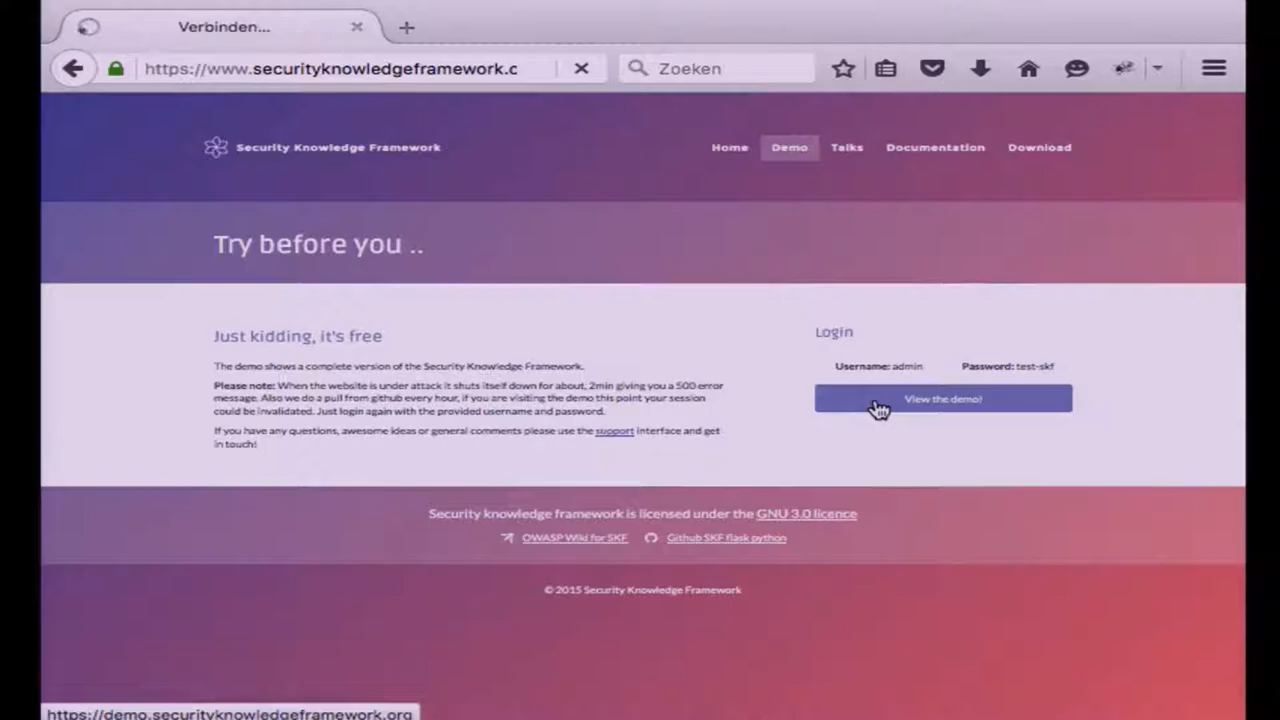 Verbinden...
https://www.securityknowledgeframework.c
Zoeken
Security Knowledge Framework
Home Demo Talks Documentation Download
Try before you ..
Just kidding, it's free
The demo shows a complete version of the Security Knowledge Framework.
Please note: When the website is under attack it shuts itself down for about, 2min giving you a 500 error
message. Also we do a pull from github every hour, if you are visiting the demo this point your session
could be invalidated. Just login again with the provided username and password.
If you have any questions, awesome ideas or general comments please use the support interface and get
in touch!
Login
Username: admin Password: test-skf
View the demo!
Security knowledge framework is licensed under the GNU 3.0 licence
OWASP Wiki for SKF Github SKF flask python
© 2015 Security Knowledge Framework
https://demo.securityknowledgeframework.org